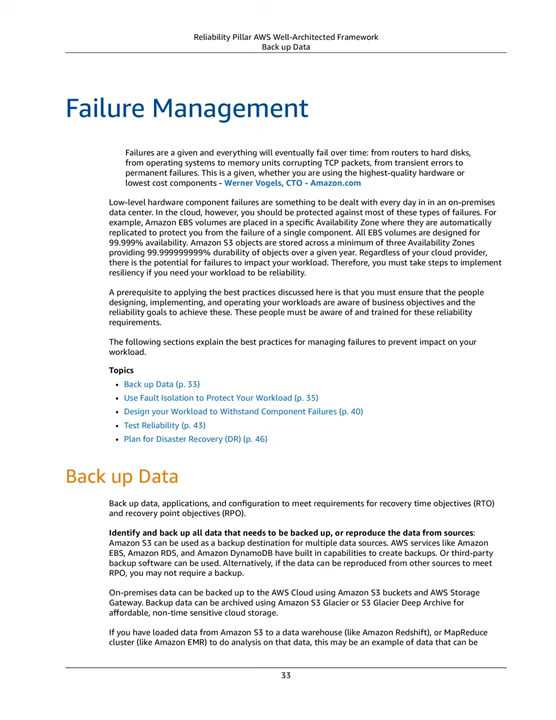 Reliability Pillar AWS Well-Architected Framework
Back up Data
Failure Management
Failures are a given and everything will eventually fail over time: from routers to hard disks,
from operating systems to memory units corrupting TCP packets, from transient errors to
permanent failures. This is a given, whether you are using the highest-quality hardware or
lowest cost components - Werner Vogels, CTO - Amazon.com
Low-level hardware component failures are something to be dealt with every day in in an on-premises
data center. In the cloud, however, you should be protected against most of these types of failures. For
example, Amazon EBS volumes are placed in a specific Availability Zone where they are automatically
replicated to protect you from the failure of a single component. All EBS volumes are designed for
99.999% availability. Amazon S3 objects are stored across a minimum of three Availability Zones
providing 99.999999999% durability of objects over a given year. Regardless of your cloud provider,
there is the potential for failures to impact your workload. Therefore, you must take steps to implement
resiliency if you need your workload to be reliability.
A prerequisite to applying the best practices discussed here is that you must ensure that the people
designing, implementing, and operating your workloads are aware of business objectives and the
reliability goals to achieve these. These people must be aware of and trained for these reliability
requirements.
The following sections explain the best practices for managing failures to prevent impact on your
workload.
Topics
• Back up Data (p. 33)
• Use Fault Isolation to Protect Your Workload (p. 35)
• Design your Workload to Withstand Component Failures (p. 40)
• Test Reliability (p. 43)
• Plan for Disaster Recovery (DR) (p. 46)
Back up Data
Back up data, applications, and configuration to meet requirements for recovery time objectives (RTO)
and recovery point objectives (RPO).
Identify and back up all data that needs to be backed up, or reproduce the data from sources:
Amazon S3 can be used as a backup destination for multiple data sources. AWS services like Amazon
EBS, Amazon RDS, and Amazon DynamoDB have built in capabilities to create backups. Or third-party
backup software can be used. Alternatively, if the data can be reproduced from other sources to meet
RPO, you may not require a backup.
On-premises data can be backed up to the AWS Cloud using Amazon S3 buckets and AWS Storage
Gateway. Backup data can be archived using Amazon S3 Glacier or S3 Glacier Deep Archive for
affordable, non-time sensitive cloud storage.
If you have loaded data from Amazon S3 to a data warehouse (like Amazon Redshift), or MapReduce
cluster (like Amazon EMR) to do analysis on that data, this may be an example of data that can be
33